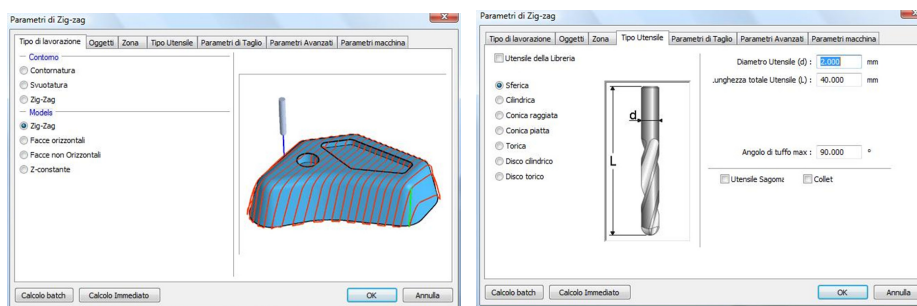 Parametri di Zig-zag
Tipo di lavorazione Oggetti Zona Tipo Utensile Parametri di Taglio Parametri Avanzati Parametri macchina
Contorno
Contornatura
Svuotatura
Zig-Zag
Models
Zig-Zag
Facce orizzontali
Facce non Orizzontali
Z-constante
Calcolo batch Calcolo Immediato OK Annulla
Parametri di Zig-zag
Tipo di lavorazione Oggetti Zona Tipo Utensile Parametri di Taglio Parametri Avanzati Parametri macchina
Utensile della Libreria
Sferica
Cilindrica
Conica raggiata
Conica piatta
Torica
Disco cilindrico
Disco torico
d
L
Diametro Utensile (d) : 2.000 mm
.unghezza totale Utensile (L) : 40.000 mm
Angolo di tuffo max : 90.000 °
Utensile Sagoma Collet
Calcolo batch Calcolo Immediato OK Annulla